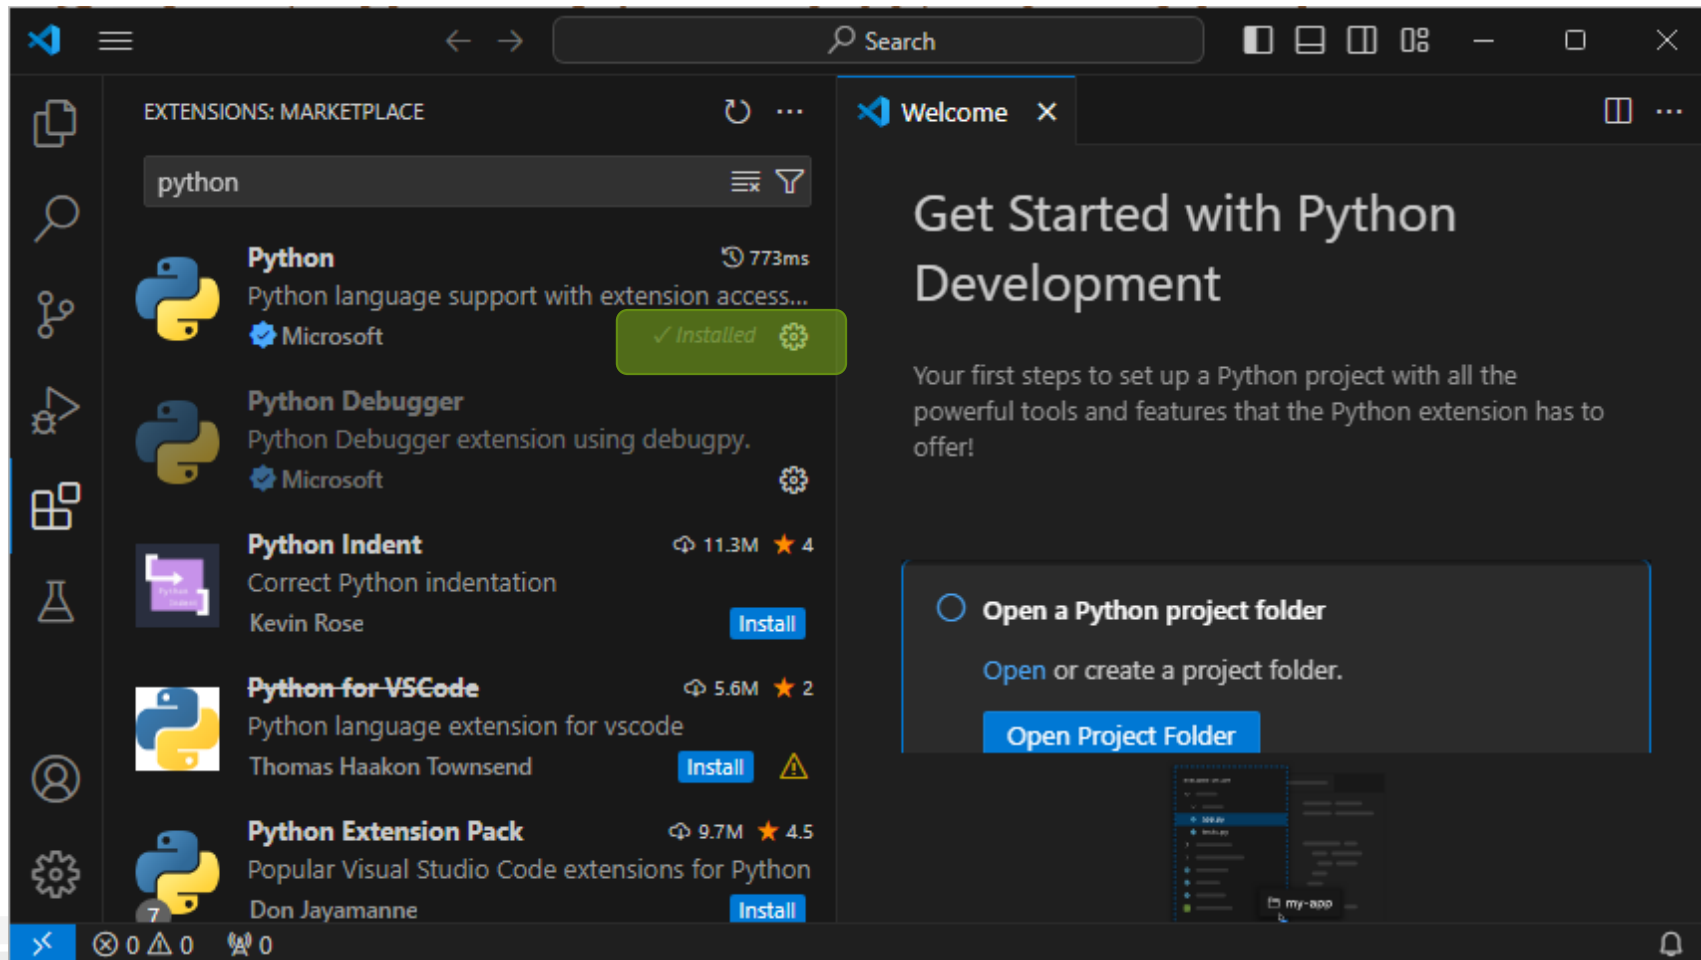 Search
EXTENSIONS: MARKETPLACE
Welcome
python
Python
773ms
Python language support with extension access...
Microsoft
✓ Installed
Python Debugger
Python Debugger extension using debugpy.
Microsoft
Python Indent
11.3M ★ 4
Correct Python indentation
Kevin Rose
Install
Python for VSCode
5.6M ★ 2
Python language extension for vscode
Thomas Haakon Townsend
Install
Python Extension Pack
9.7M ★ 4.5
Popular Visual Studio Code extensions for Python
7
Don Jayamanne
Install
Get Started with Python
Development
Your first steps to set up a Python project with all the
powerful tools and features that the Python extension has to
offer!
Open a Python project folder
Open or create a project folder.
Open Project Folder
my-app
0 0
0